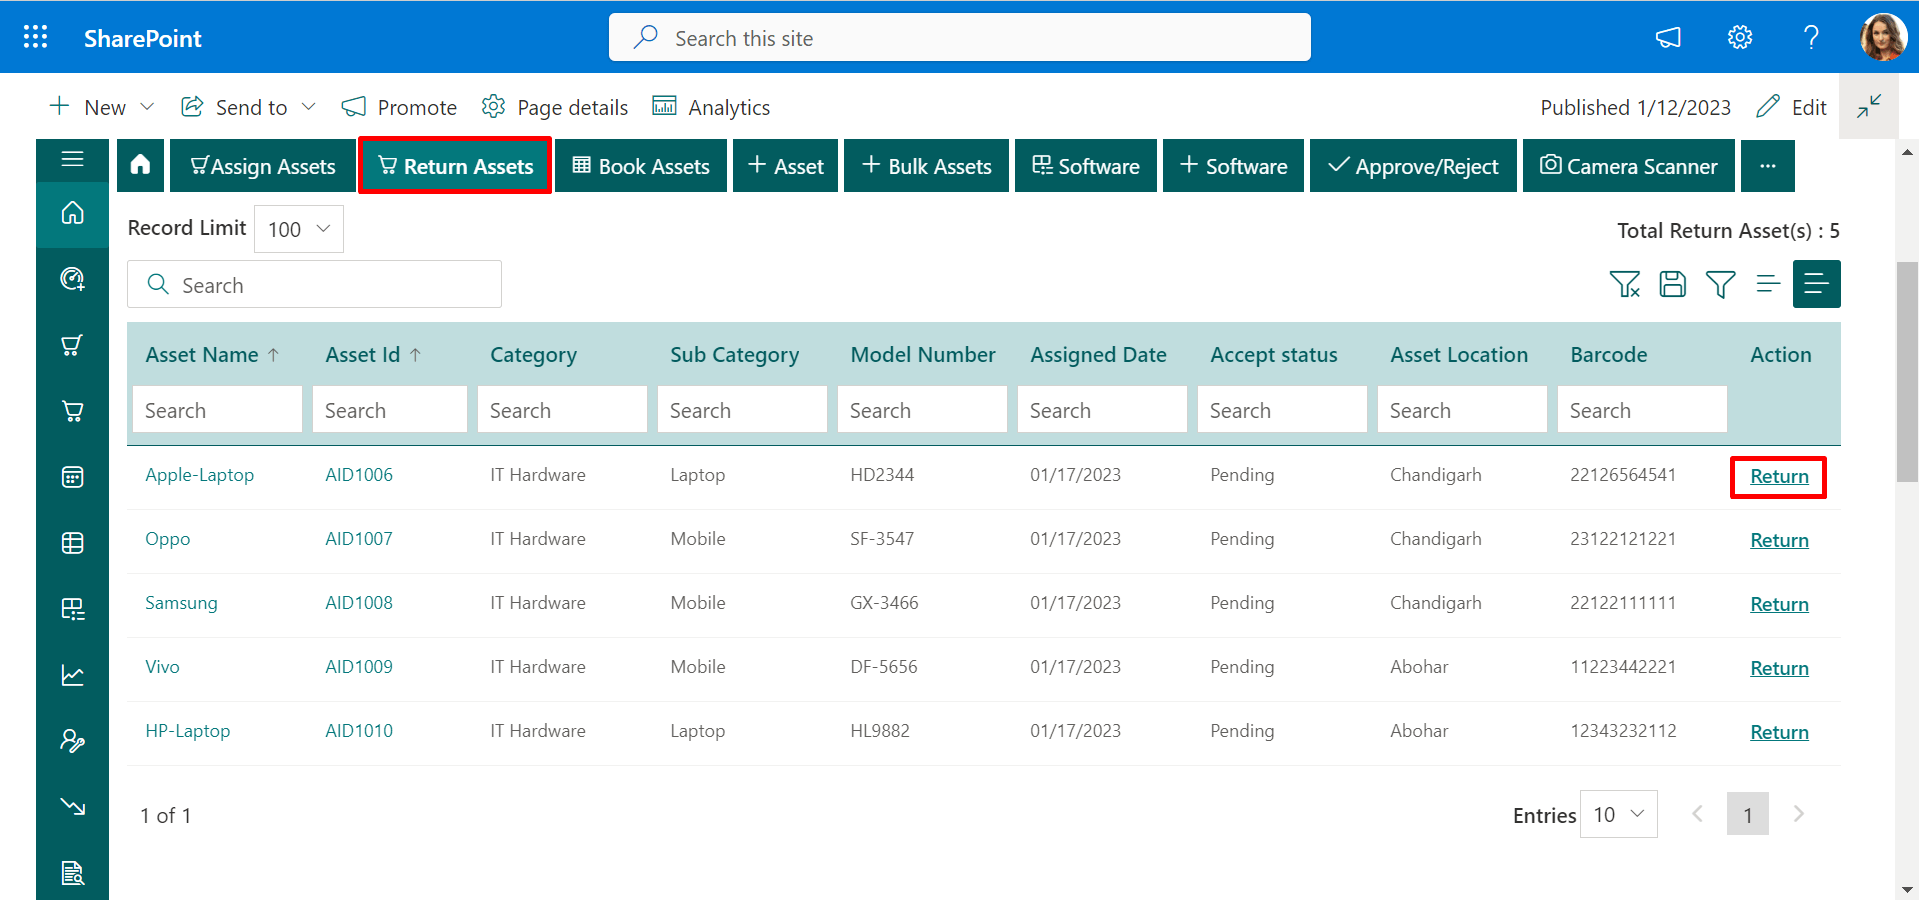 SharePoint
Search this site
New Send to Promote Page details Analytics Published 1/12/2023 Edit
Assign Assets Return Assets Book Assets + Asset + Bulk Assets Software + Software Approve/Reject Camera Scanner ...
Record Limit 100 Total Return Asset(s) : 5
Search
Asset Name ↑ Asset Id ↑ Category Sub Category Model Number Assigned Date Accept status Asset Location Barcode Action
Search Search Search Search Search Search Search Search Search
Apple-Laptop AID1006 IT Hardware Laptop HD2344 01/17/2023 Pending Chandigarh 22126564541 Return
Oppo AID1007 IT Hardware Mobile SF-3547 01/17/2023 Pending Chandigarh 23122121221 Return
Samsung AID1008 IT Hardware Mobile GX-3466 01/17/2023 Pending Chandigarh 22122111111 Return
Vivo AID1009 IT Hardware Mobile DF-5656 01/17/2023 Pending Abohar 11223442221 Return
HP-Laptop AID1010 IT Hardware Laptop HL9882 01/17/2023 Pending Abohar 12343232112 Return
1 of 1 Entries 10 1